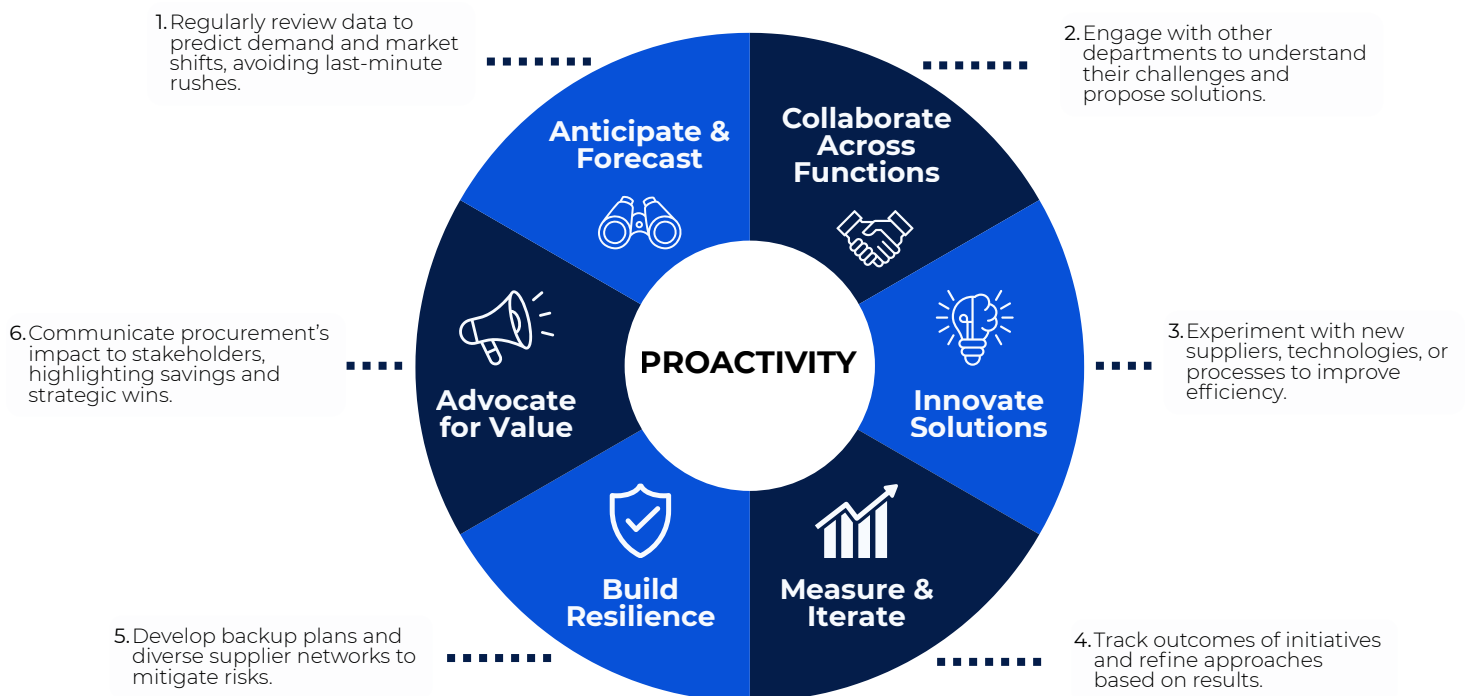 1. Regularly review data to
predict demand and market
shifts, avoiding last-minute
rushes.
2. Engage with other
departments to understand
their challenges and
propose solutions.
Anticipate &
Forecast
Collaborate
Across
Functions
6. Communicate procurement’s
impact to stakeholders,
highlighting savings and
strategic wins.
Advocate
for Value
PROACTIVITY
Innovate
Solutions
3. Experiment with new
suppliers, technologies, or
processes to improve
efficiency.
Build
Resilience
Measure &
Iterate
5. Develop backup plans and
diverse supplier networks to
mitigate risks.
4. Track outcomes of initiatives
and refine approaches
based on results.